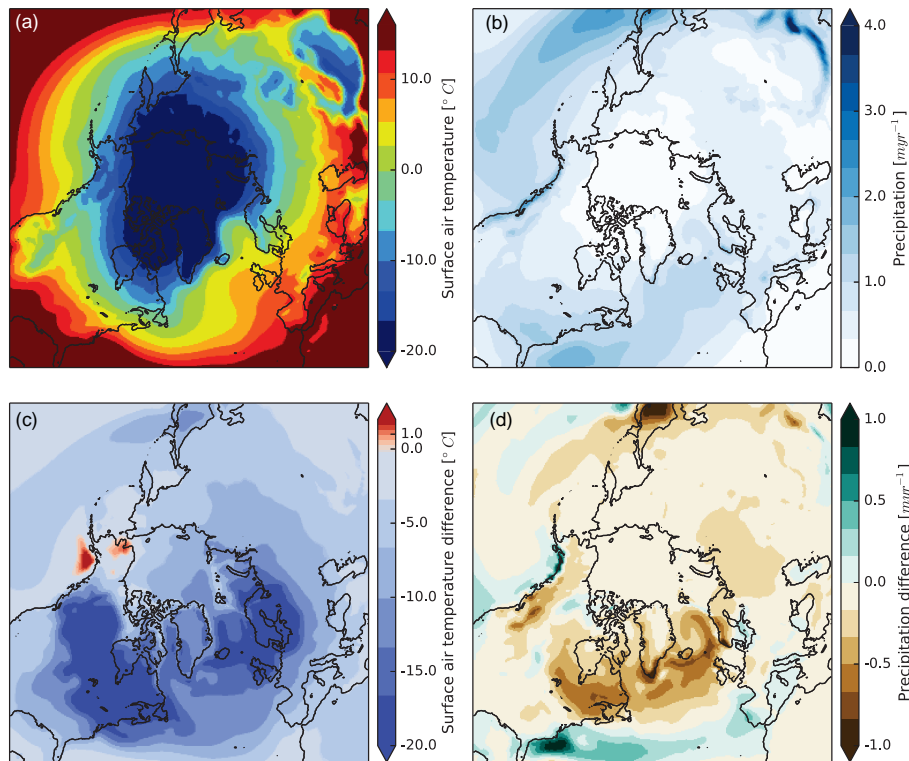 (a)
10.0
0.0
-10.0
-20.0
Surface air temperature [° C]
(b)
4.0
3.0
2.0
1.0
0.0
Precipitation [myr⁻¹]
(c)
1.0
-5.0
-10.0
-15.0
-20.0
Surface air temperature difference [° C]
(d)
1.0
0.5
0.0
-0.5
-1.0
Precipitation difference [myr⁻¹]